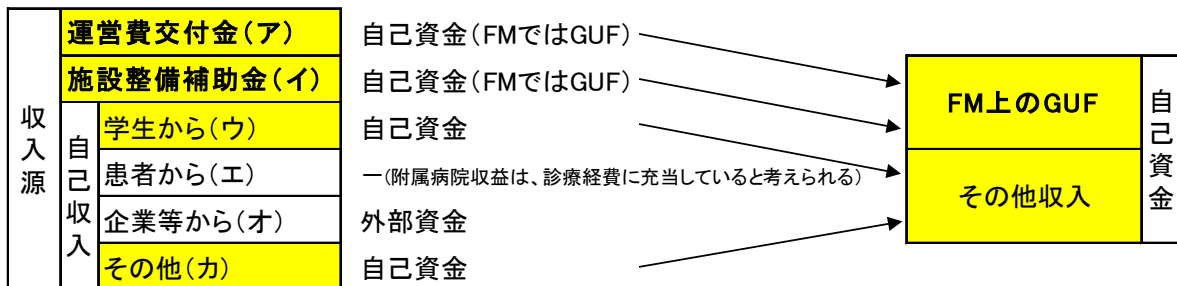 収入源
運営費交付金(ア) 自己資金(FMではGUF)
施設整備補助金(イ) 自己資金(FMではGUF)
自己収入
学生から(ウ) 自己資金
患者から(エ) ー(附属病院収益は、診療経費に充当していると考えられる)
企業等から(オ) 外部資金
その他(カ) 自己資金
FM上のGUF
その他収入
自己資金